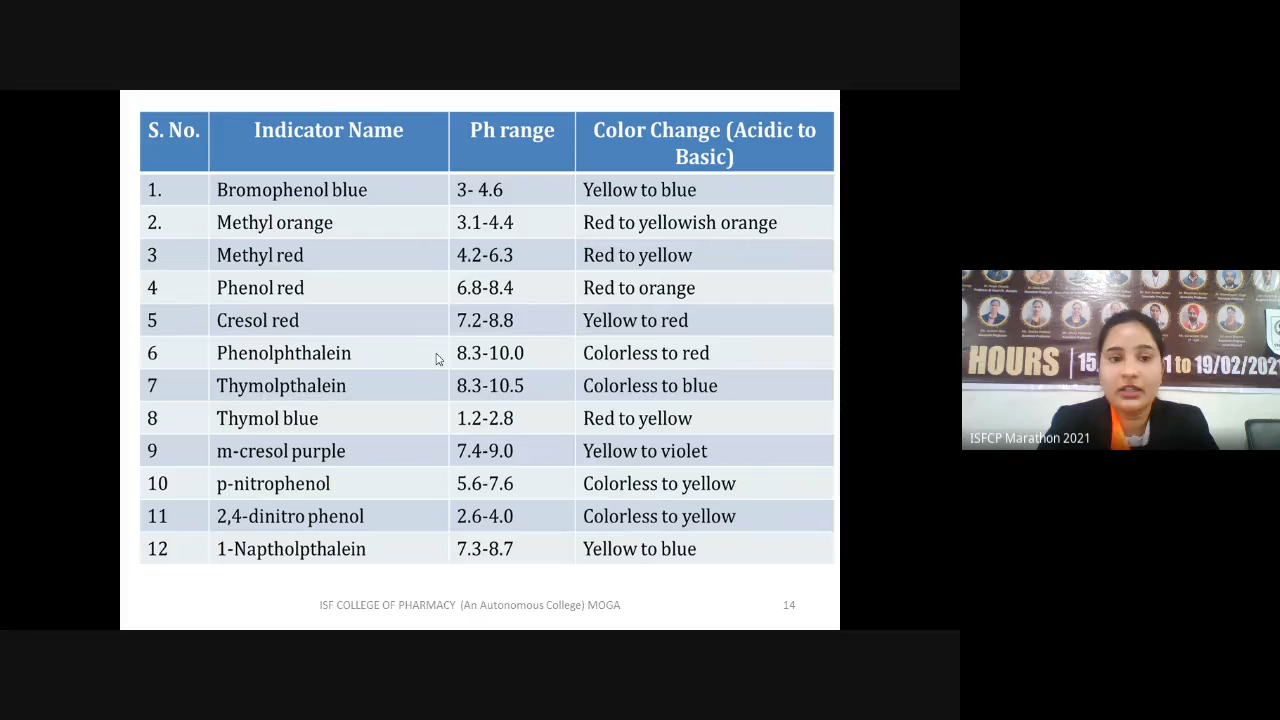 S. No. Indicator Name Ph range Color Change (Acidic to Basic)
1. Bromophenol blue 3- 4.6 Yellow to blue
2. Methyl orange 3.1-4.4 Red to yellowish orange
3 Methyl red 4.2-6.3 Red to yellow
4 Phenol red 6.8-8.4 Red to orange
5 Cresol red 7.2-8.8 Yellow to red
6 Phenolphthalein 8.3-10.0 Colorless to red
7 Thymolpthalein 8.3-10.5 Colorless to blue
8 Thymol blue 1.2-2.8 Red to yellow
9 m-cresol purple 7.4-9.0 Yellow to violet
10 p-nitrophenol 5.6-7.6 Colorless to yellow
11 2,4-dinitro phenol 2.6-4.0 Colorless to yellow
12 1-Naptholpthalein 7.3-8.7 Yellow to blue
ISF COLLEGE OF PHARMACY (An Autonomous College) MOGA 14
HOURS 15. 1 to 19/02/2021
ISFCP Marathon 2021